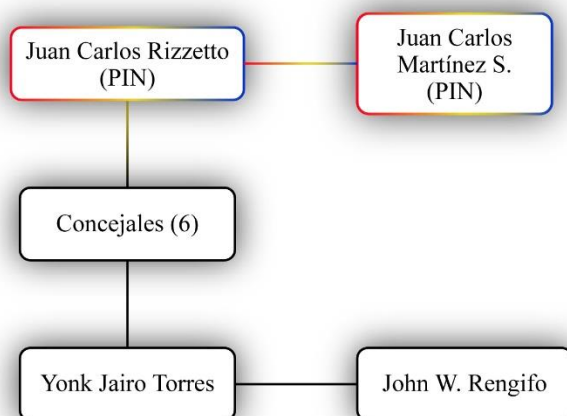 Juan Carlos Rizzetto
(PIN)
Juan Carlos
Martínez S.
(PIN)
Concejales (6)
Yonk Jairo Torres
John W. Rengifo